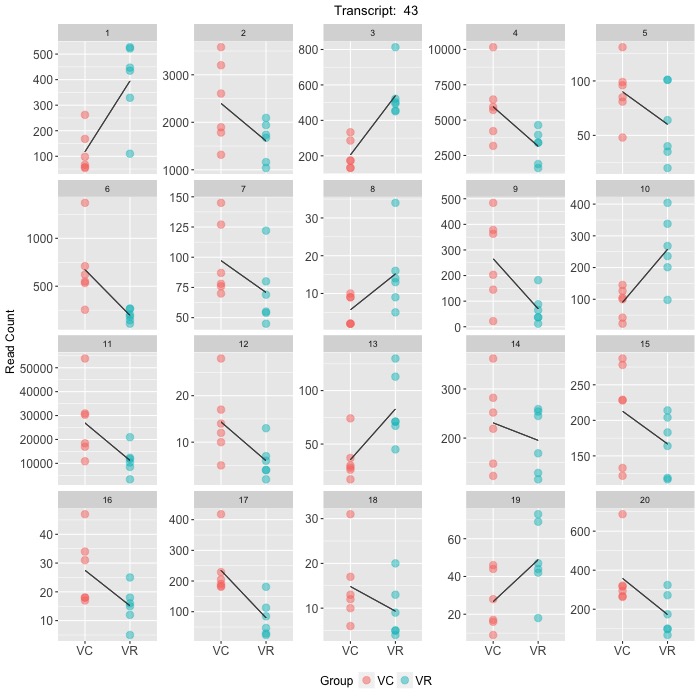 Transcript: 43
1 2 3 4 5
500 400 300 200 100
3000 2000 1000
800 600 400 200
10000 7500 5000 2500
100 50
6 7 8 9 10
1000 500
150 125 100 75 50
30 20 10
500 400 300 200 100 0
400 300 200 100
Read Count
11 12 13 14 15
50000 40000 30000 20000 10000
20 10
100 50
300 200
250 200 150
16 17 18 19 20
40 30 20 10
400 300 200 100
30 20 10
60 40 20
600 400 200
VC VR VC VR VC VR VC VR VC VR
Group VC VR